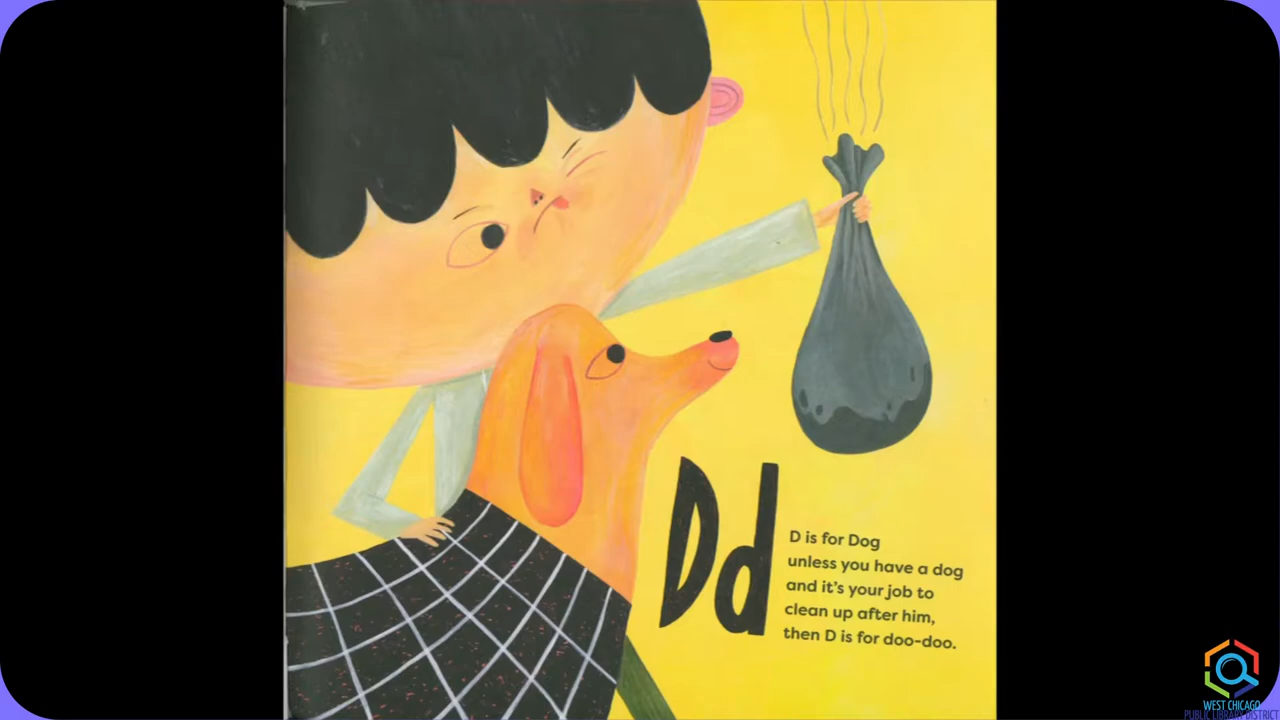 Dd
D is for Dog
unless you have a dog
and it's your job to
clean up after him,
then D is for doo-doo.
WEST CHICAGO
PUBLIC LIBRARY DISTRICT